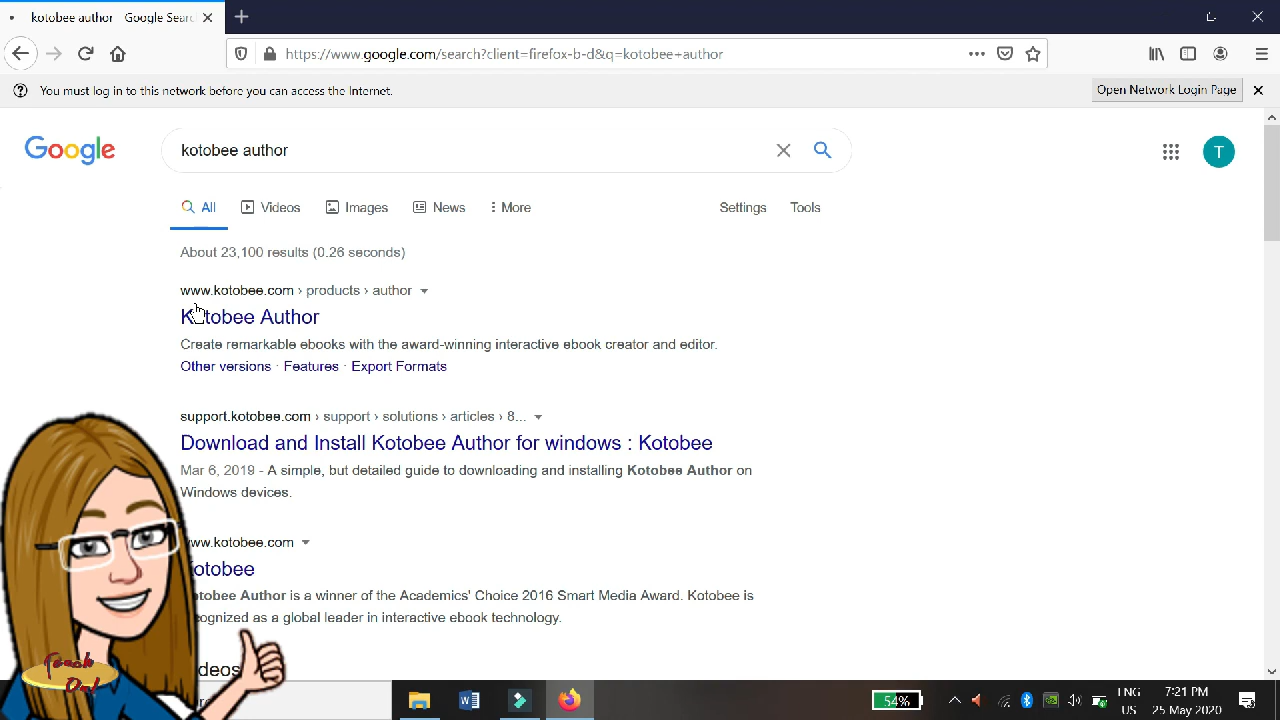 kotobee author - Google Searc
https://www.google.com/search?client=firefox-b-d&q=kotobee+author
You must log in to this network before you can access the Internet.
Open Network Login Page
Google
kotobee author
T
All
Videos
Images
News
More
Settings
Tools
About 23,100 results (0.26 seconds)
www.kotobee.com › products › author
Kotobee Author
Create remarkable ebooks with the award-winning interactive ebook creator and editor.
Other versions · Features · Export Formats
support.kotobee.com › support › solutions › articles › 8...
Download and Install Kotobee Author for windows : Kotobee
Mar 6, 2019 - A simple, but detailed guide to downloading and installing Kotobee Author on
Windows devices.
www.kotobee.com
otobee
otobee Author is a winner of the Academics' Choice 2016 Smart Media Award. Kotobee is
cognized as a global leader in interactive ebook technology.
deos
54%
ENG
US
7:21 PM
25 May 2020